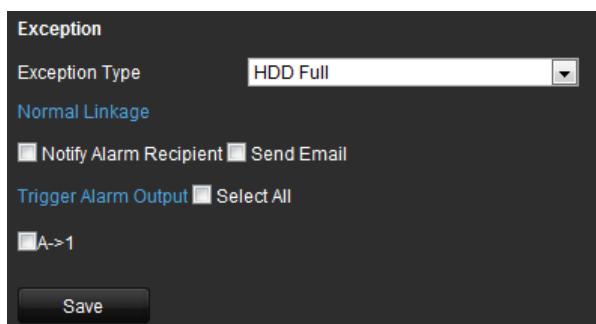 Exception
Exception Type HDD Full
Normal Linkage
Notify Alarm Recipient Send Email
Trigger Alarm Output Select All
A->1
Save